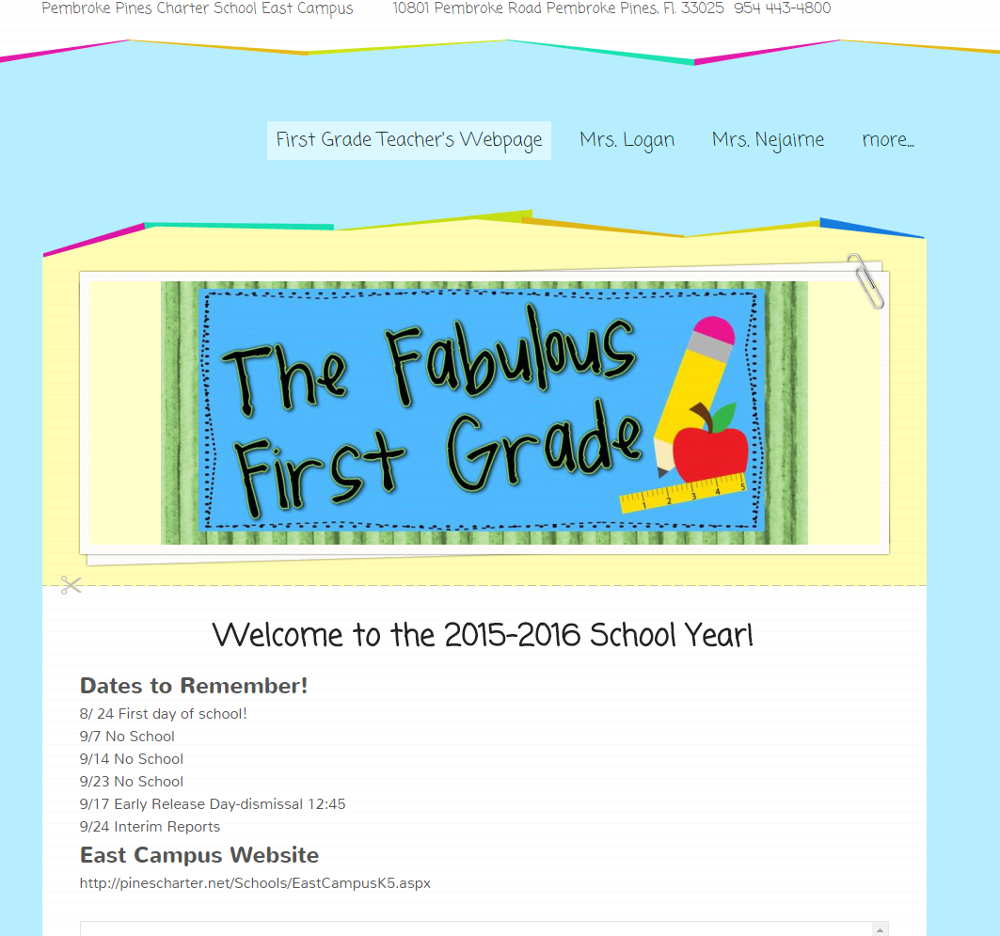 Pembroke Pines Charter School East Campus 10801 Pembroke Road Pembroke Pines, Fl. 33025 954 443-4800
First Grade Teacher's Webpage Mrs. Logan Mrs. Nejaime more...
The Fabulous
First Grade
1 2 3 4 5
Welcome to the 2015-2016 School Year!
Dates to Remember!
8/ 24 First day of school!
9/7 No School
9/14 No School
9/23 No School
9/17 Early Release Day-dismissal 12:45
9/24 Interim Reports
East Campus Website
http://pinescharter.net/Schools/EastCampusK5.aspx